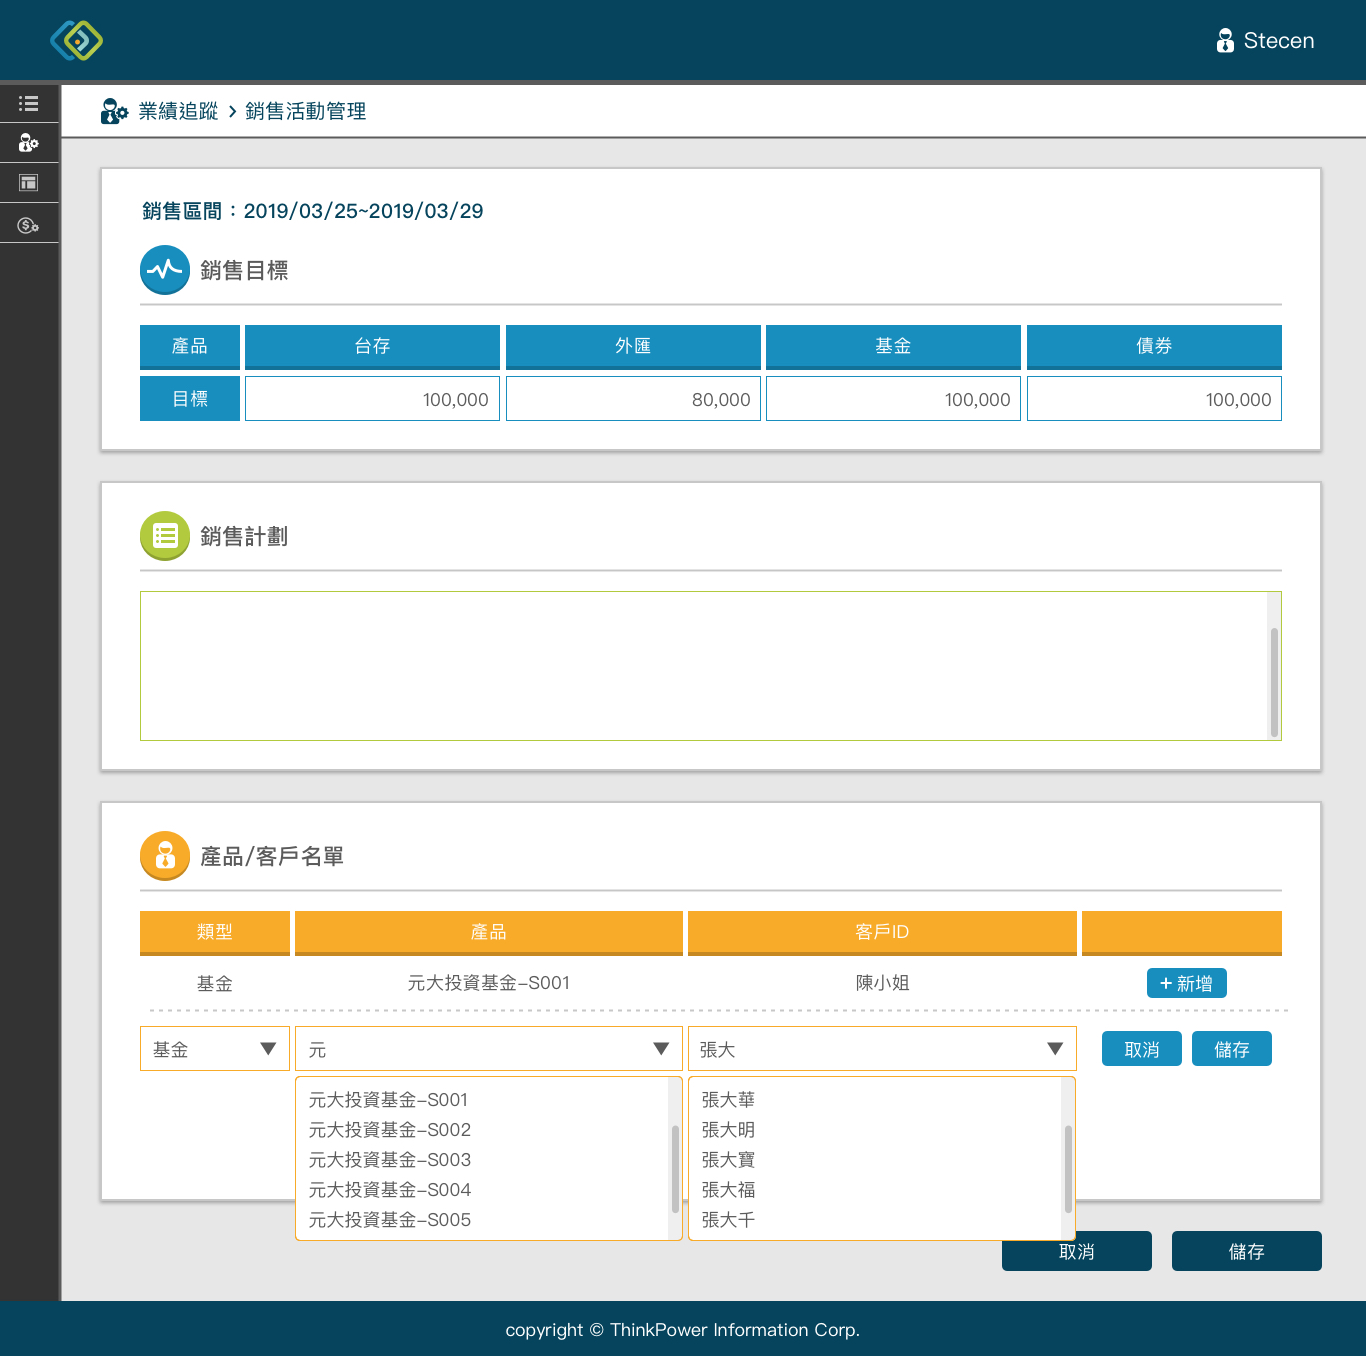 Stecen
業績追蹤 › 銷售活動管理
銷售區間：2019/03/25~2019/03/29
銷售目標
產品 台存 外匯 基金 債券
目標 100,000 80,000 100,000 100,000
銷售計劃
產品/客戶名單
類型 產品 客戶ID
基金 元大投資基金-S001 陳小姐 + 新增
基金 元 張大 取消 儲存
元大投資基金-S001 張大華
元大投資基金-S002 張大明
元大投資基金-S003 張大寶
元大投資基金-S004 張大福
元大投資基金-S005 張大千
取消 儲存
copyright © ThinkPower Information Corp.